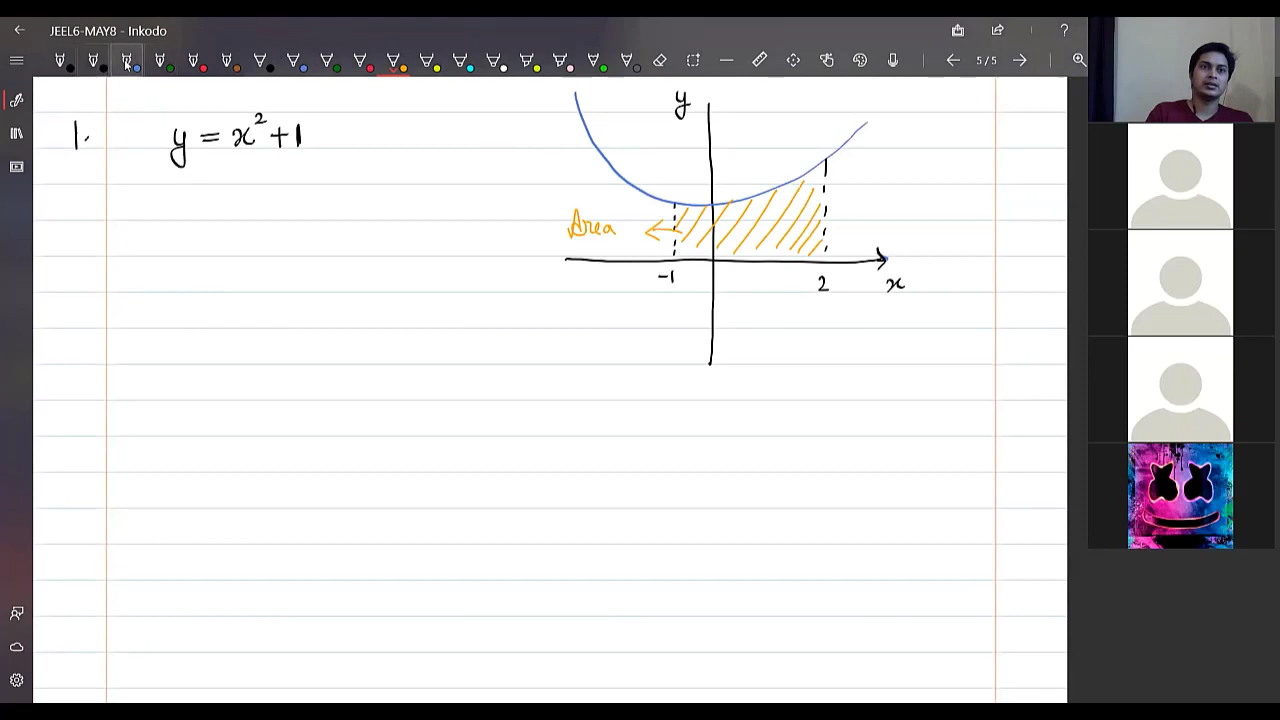 JEEL6-MAY8 - Inkodo
5/5
1. y = x² + 1
y
Area
-1
2
x